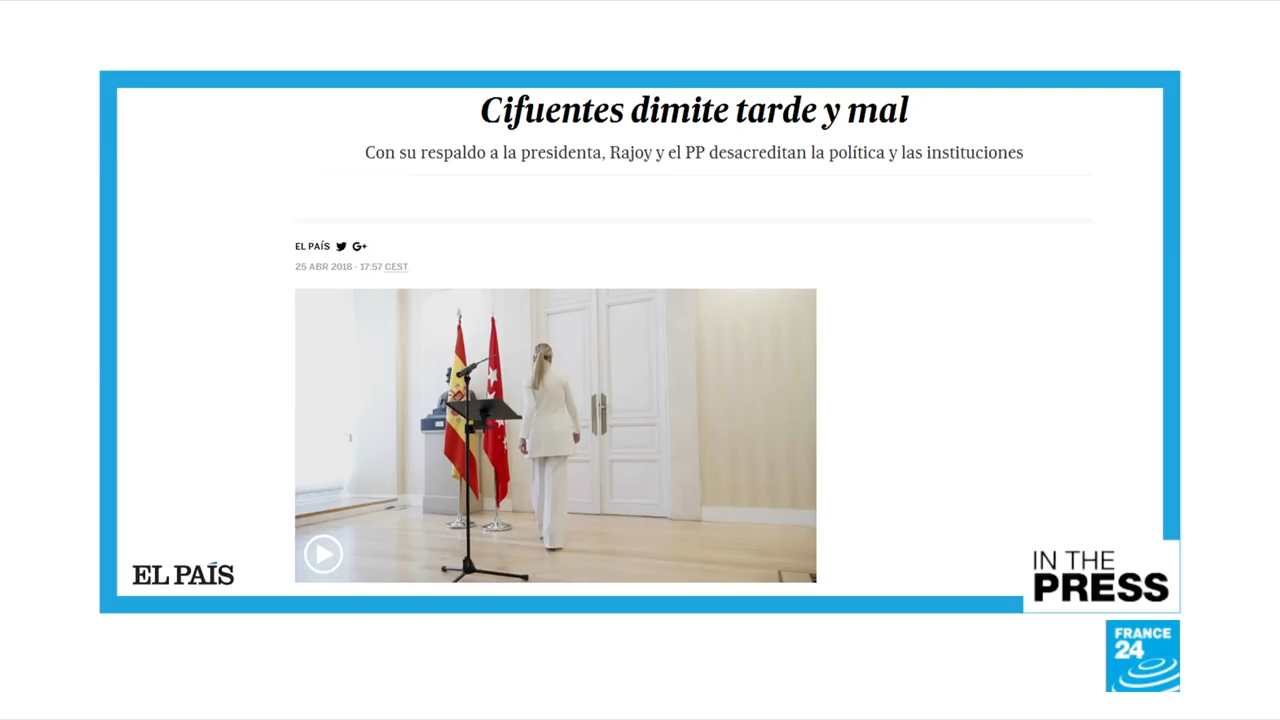 Cifuentes dimite tarde y mal
Con su respaldo a la presidenta, Rajoy y el PP desacreditan la política y las instituciones
EL PAÍS
25 ABR 2018 - 17:57 CEST
EL PAÍS
IN THE
PRESS
FRANCE
24